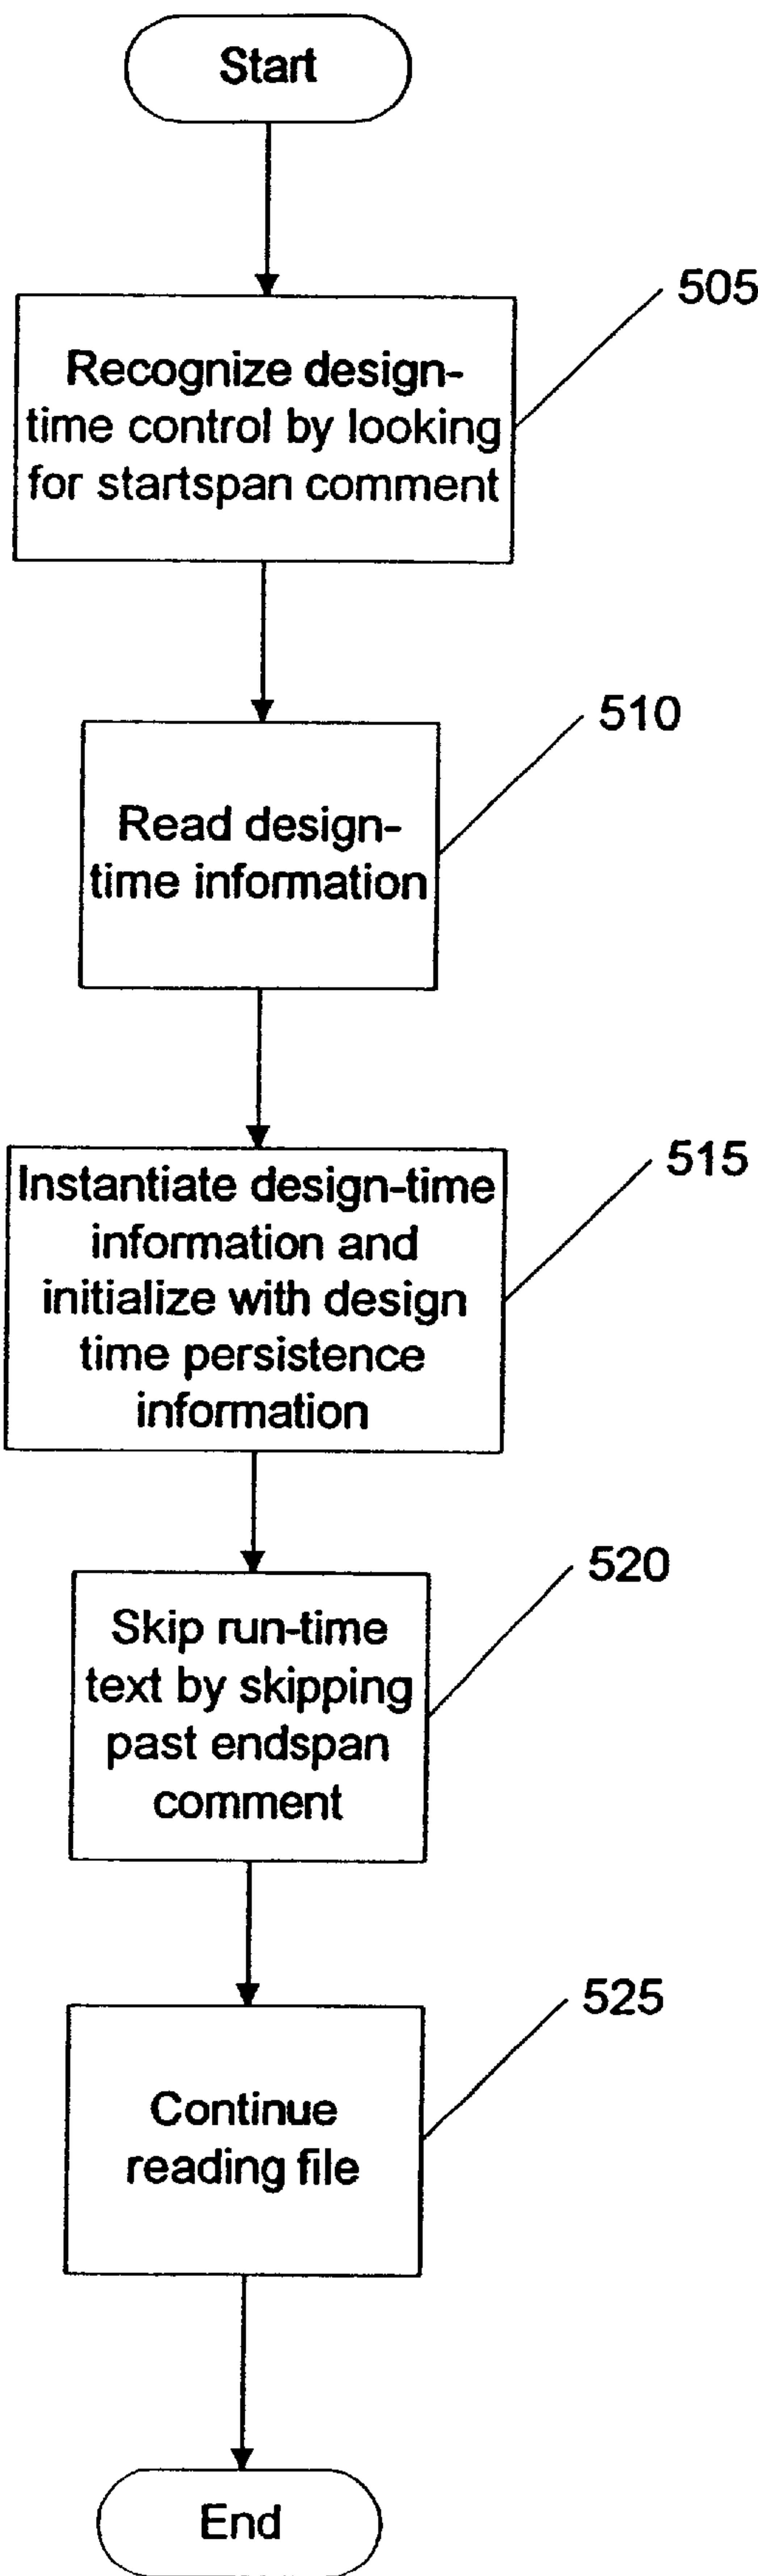 Start
505
Recognize design-
time control by looking
for startspan comment
510
Read design-
time information
515
Instantiate design-time
information and
initialize with design
time persistence
information
520
Skip run-time
text by skipping
past endspan
comment
525
Continue
reading file
End